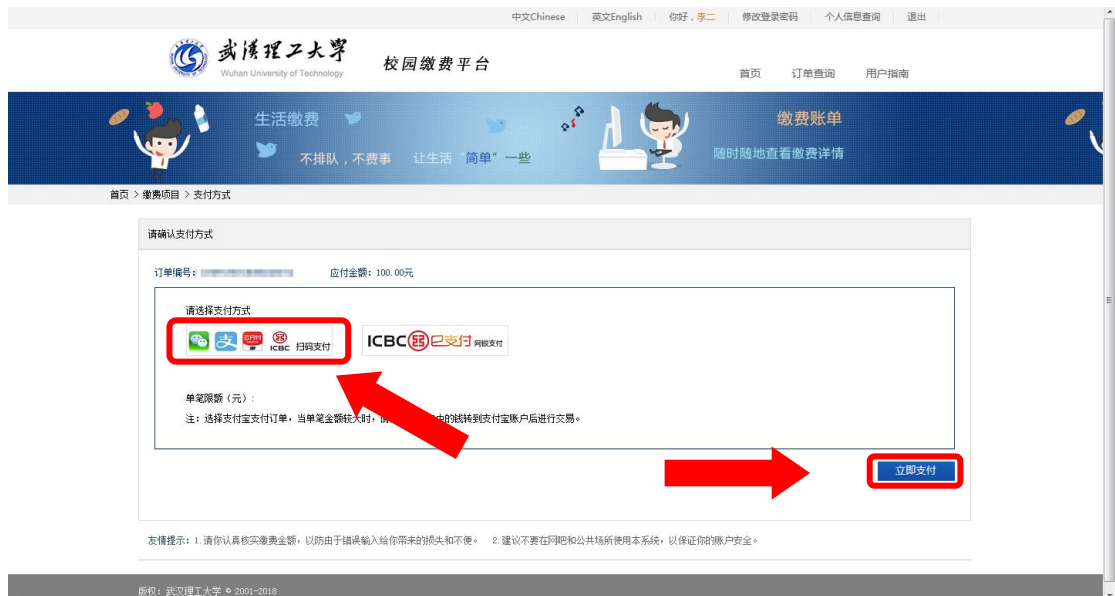 中文Chinese 英文English 你好，李二 修改登录密码 个人信息查询 退出
武漢理工大學
Wuhan University of Technology
校园缴费平台
首页 订单查询 用户指南
生活缴费
不排队，不费事 让生活“简单”一些
缴费账单
随时随地查看缴费详情
首页 > 缴费项目 > 支付方式
请确认支付方式
订单编号： 应付金额：100.00元
请选择支付方式
支 ICBC 扫码支付
ICBC 已支付 网银支付
单笔限额（元）：
注：选择支付宝支付订单，当单笔金额较大时，
的钱转到支付宝账户后进行交易。
立即支付
友情提示：1.请你认真核实缴费金额，以防由于错误输入给你带来的损失和不便。 2.建议不要在网吧和公共场所使用本系统，以保证你的账户安全。
版权：武汉理工大学 © 2001-2018